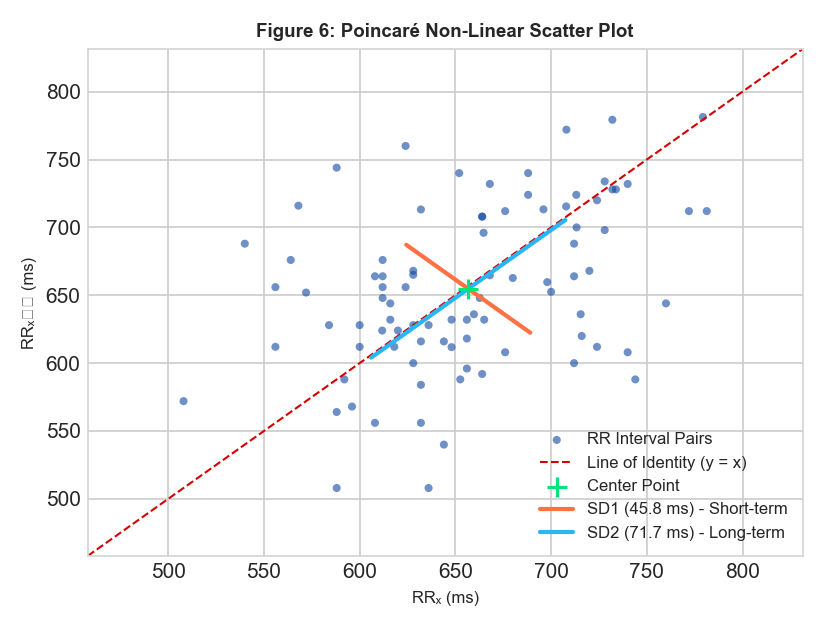 Figure 6: Poincaré Non-Linear Scatter Plot
800
750
700
650
600
550
500
RRₓ▯▯ (ms)
RR Interval Pairs
Line of Identity (y = x)
Center Point
SD1 (45.8 ms) - Short-term
SD2 (71.7 ms) - Long-term
500 550 600 650 700 750 800
RRₓ (ms)